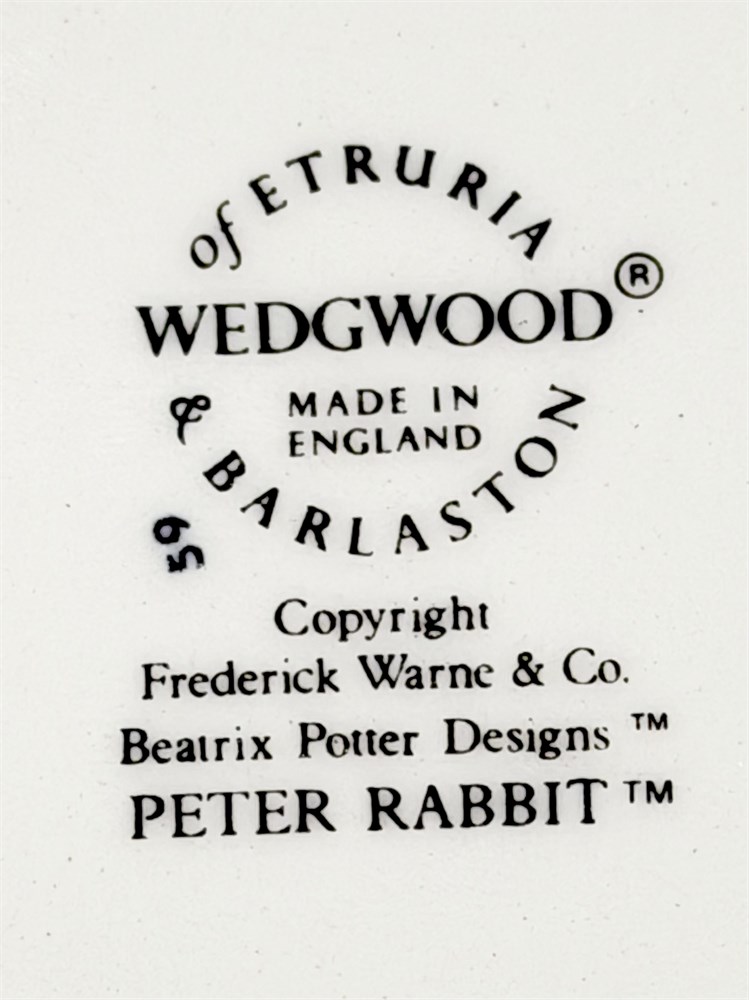 of ETRURIA
WEDGWOOD ®
MADE IN
ENGLAND
& BARLASTON
59
Copyright
Frederick Warne & Co.
Beatrix Potter Designs ™
PETER RABBIT ™